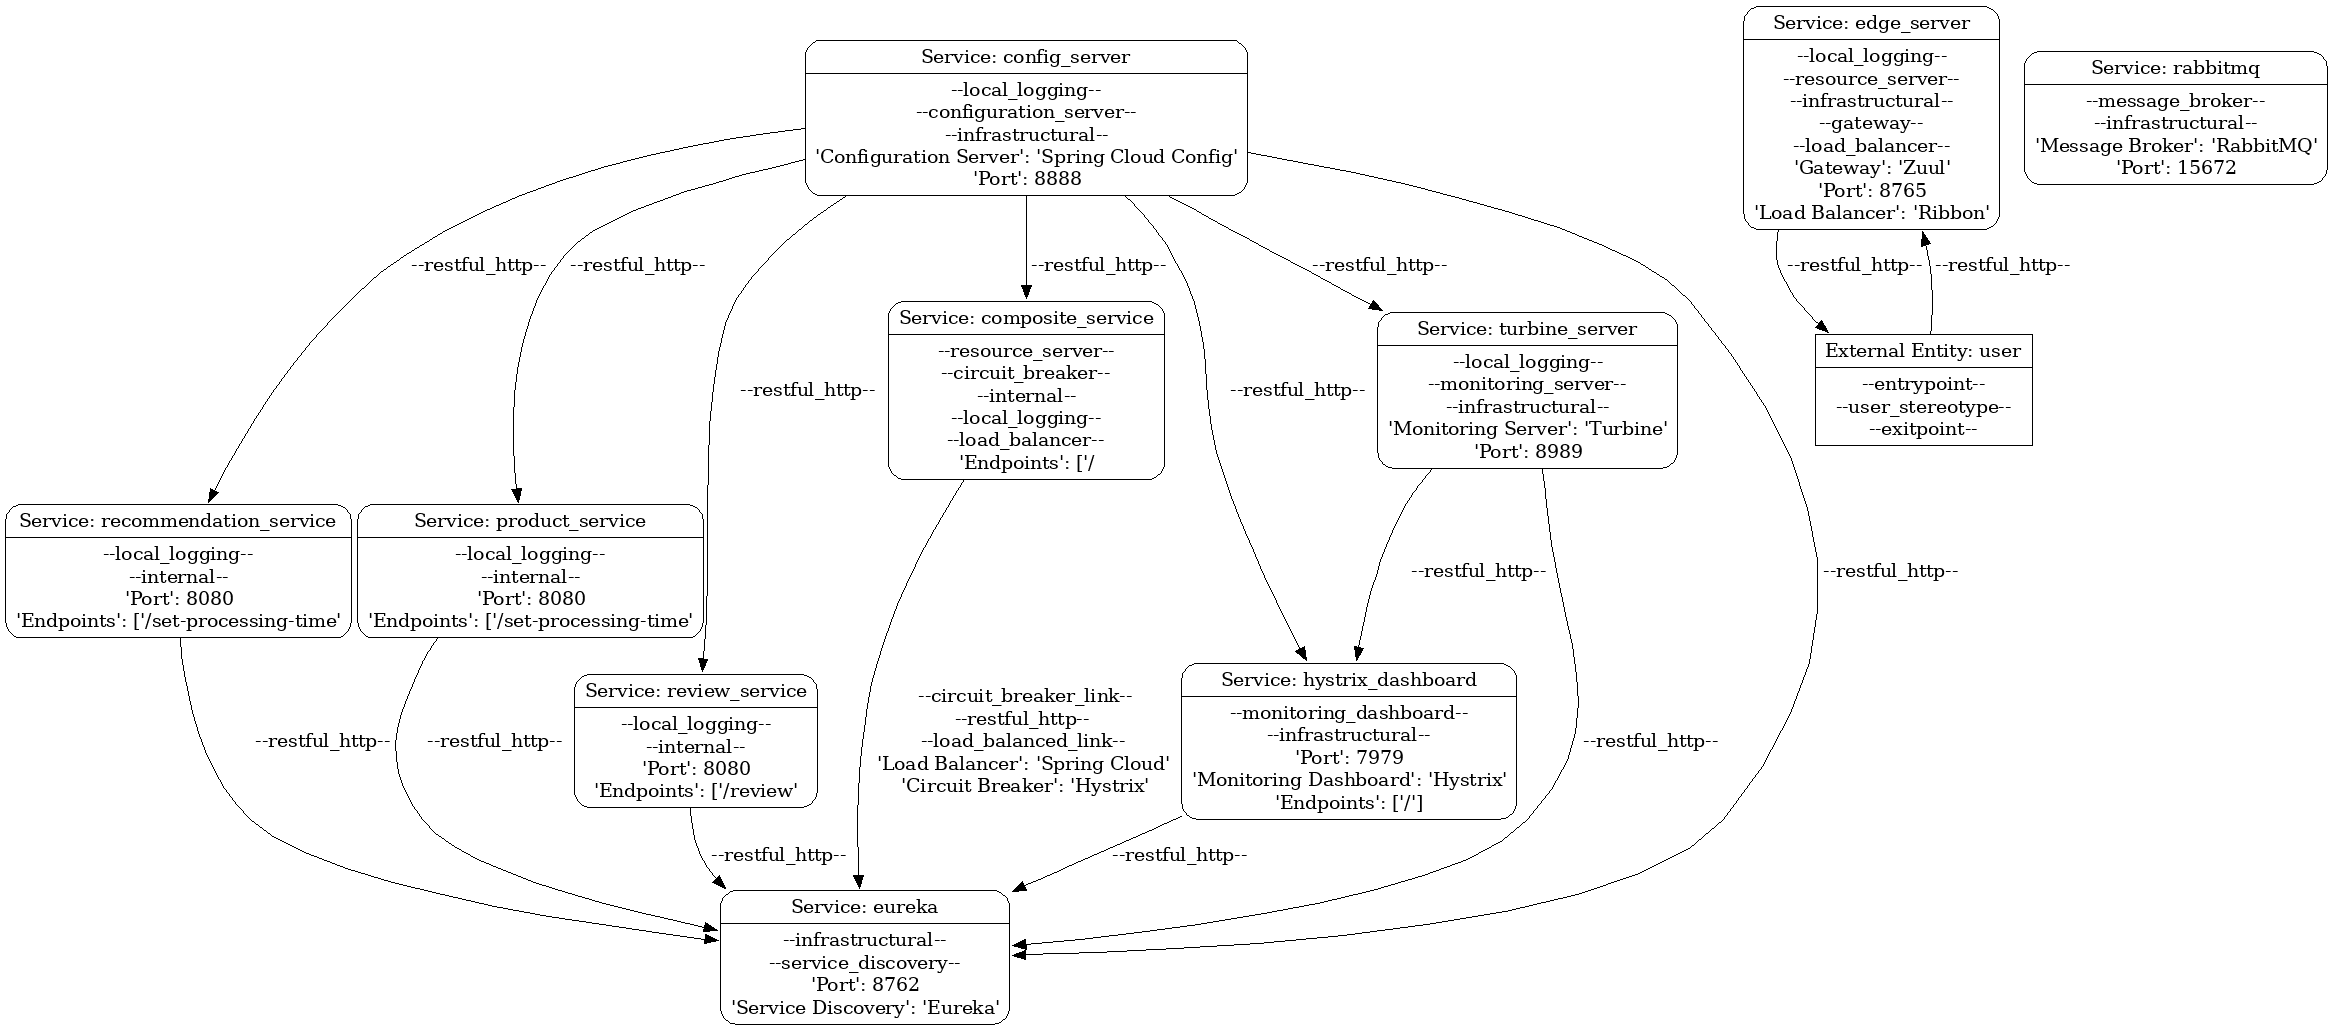 Service: config_server
--local_logging--
--configuration_server--
--infrastructural--
'Configuration Server': 'Spring Cloud Config'
'Port': 8888
Service: edge_server
--local_logging--
--resource_server--
--infrastructural--
--gateway--
--load_balancer--
'Gateway': 'Zuul'
'Port': 8765
'Load Balancer': 'Ribbon'
Service: rabbitmq
--message_broker--
--infrastructural--
'Message Broker': 'RabbitMQ'
'Port': 15672
--restful_http--
--restful_http--
--restful_http--
--restful_http--
--restful_http--
--restful_http--
Service: composite_service
--resource_server--
--circuit_breaker--
--internal--
--local_logging--
--load_balancer--
'Endpoints': ['/
Service: turbine_server
--local_logging--
--monitoring_server--
--infrastructural--
'Monitoring Server': 'Turbine'
'Port': 8989
External Entity: user
--entrypoint--
--user_stereotype--
--exitpoint--
--restful_http--
--restful_http--
Service: recommendation_service
--local_logging--
--internal--
'Port': 8080
'Endpoints': ['/set-processing-time'
Service: product_service
--local_logging--
--internal--
'Port': 8080
'Endpoints': ['/set-processing-time'
--restful_http--
--restful_http--
Service: review_service
--local_logging--
--internal--
'Port': 8080
'Endpoints': ['/review'
--circuit_breaker_link--
--restful_http--
--load_balanced_link--
'Load Balancer': 'Spring Cloud'
'Circuit Breaker': 'Hystrix'
Service: hystrix_dashboard
--monitoring_dashboard--
--infrastructural--
'Port': 7979
'Monitoring Dashboard': 'Hystrix'
'Endpoints': ['/']
--restful_http--
--restful_http--
--restful_http--
--restful_http--
--restful_http--
Service: eureka
--infrastructural--
--service_discovery--
'Port': 8762
'Service Discovery': 'Eureka'